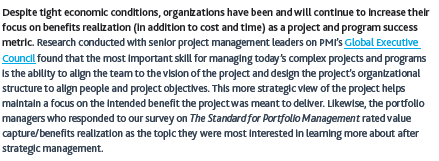 Despite tight economic conditions, organizations have been and will continue to increase their
focus on benefits realization (in addition to cost and time) as a project and program success
metric. Research conducted with senior project management leaders on PMI's Global Executive
Council found that the most important skill for managing today's complex projects and programs
is the ability to align the team to the vision of the project and design the project's organizational
structure to align people and project objectives. This more strategic view of the project helps
maintain a focus on the intended benefit the project was meant to deliver. Likewise, the portfolio
managers who responded to our survey on The Standard for Portfolio Management rated value
capture/benefits realization as the topic they were most interested in learning more about after
strategic management.